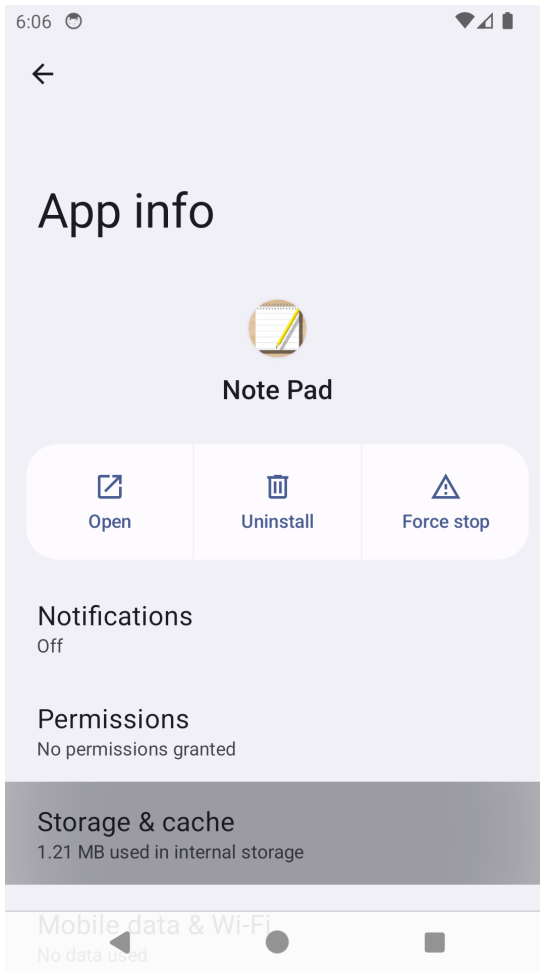 6:06
App info
Note Pad
Open
Uninstall
Force stop
Notifications
Off
Permissions
No permissions granted
Storage & cache
1.21 MB used in internal storage
Mobile data & Wi-Fi
No data used